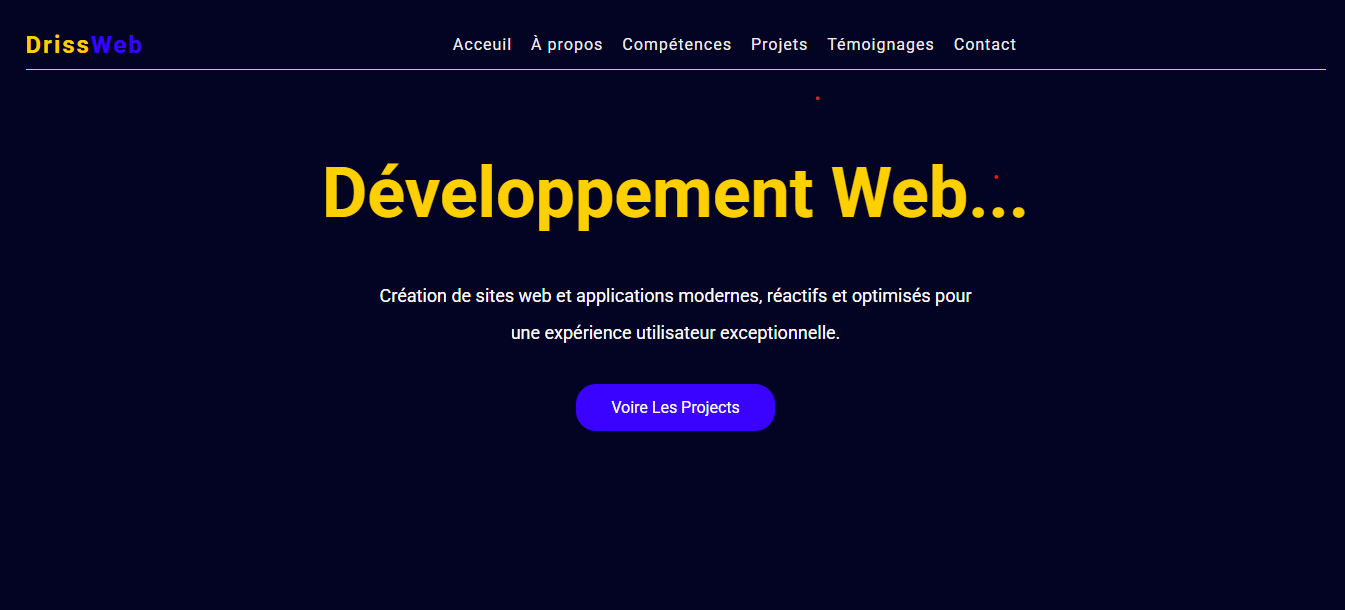 DrissWeb
Acceuil À propos Compétences Projets Témoignages Contact
Développement Web...
Création de sites web et applications modernes, réactifs et optimisés pour
une expérience utilisateur exceptionnelle.
Voire Les Projects